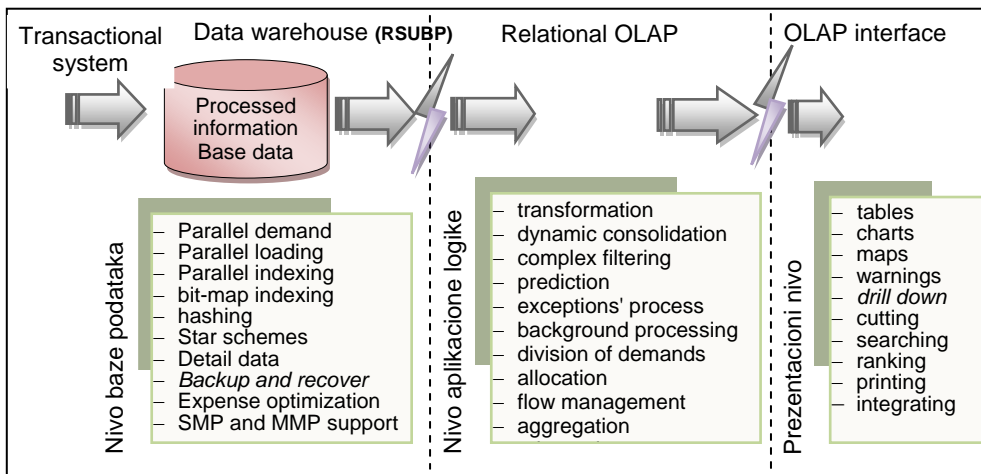 Transactional
system
Data warehouse (RSUBP)
Relational OLAP
OLAP interface
Processed
information
Base data
Nivo baze podataka
– Parallel demand
– Parallel loading
– Parallel indexing
– bit-map indexing
– hashing
– Star schemes
– Detail data
– Backup and recover
– Expense optimization
– SMP and MMP support
Nivo aplikacione logike
– transformation
– dynamic consolidation
– complex filtering
– prediction
– exceptions' process
– background processing
– division of demands
– allocation
– flow management
– aggregation
Prezentacioni nivo
– tables
– charts
– maps
– warnings
– drill down
– cutting
– searching
– ranking
– printing
– integrating